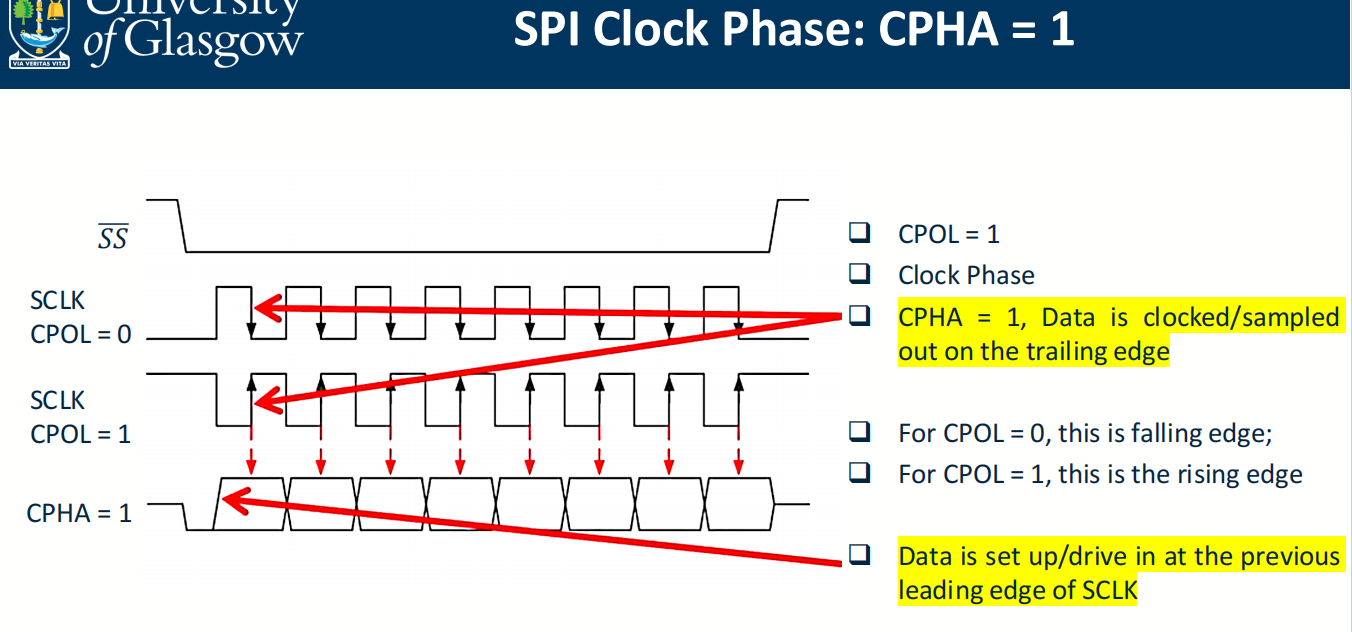 University
of Glasgow
VIA VERITAS VITA
SPI Clock Phase: CPHA = 1
SS
SCLK
CPOL = 0
SCLK
CPOL = 1
CPHA = 1
❑ CPOL = 1
❑ Clock Phase
❑ CPHA = 1, Data is clocked/sampled
out on the trailing edge
❑ For CPOL = 0, this is falling edge;
❑ For CPOL = 1, this is the rising edge
❑ Data is set up/drive in at the previous
leading edge of SCLK